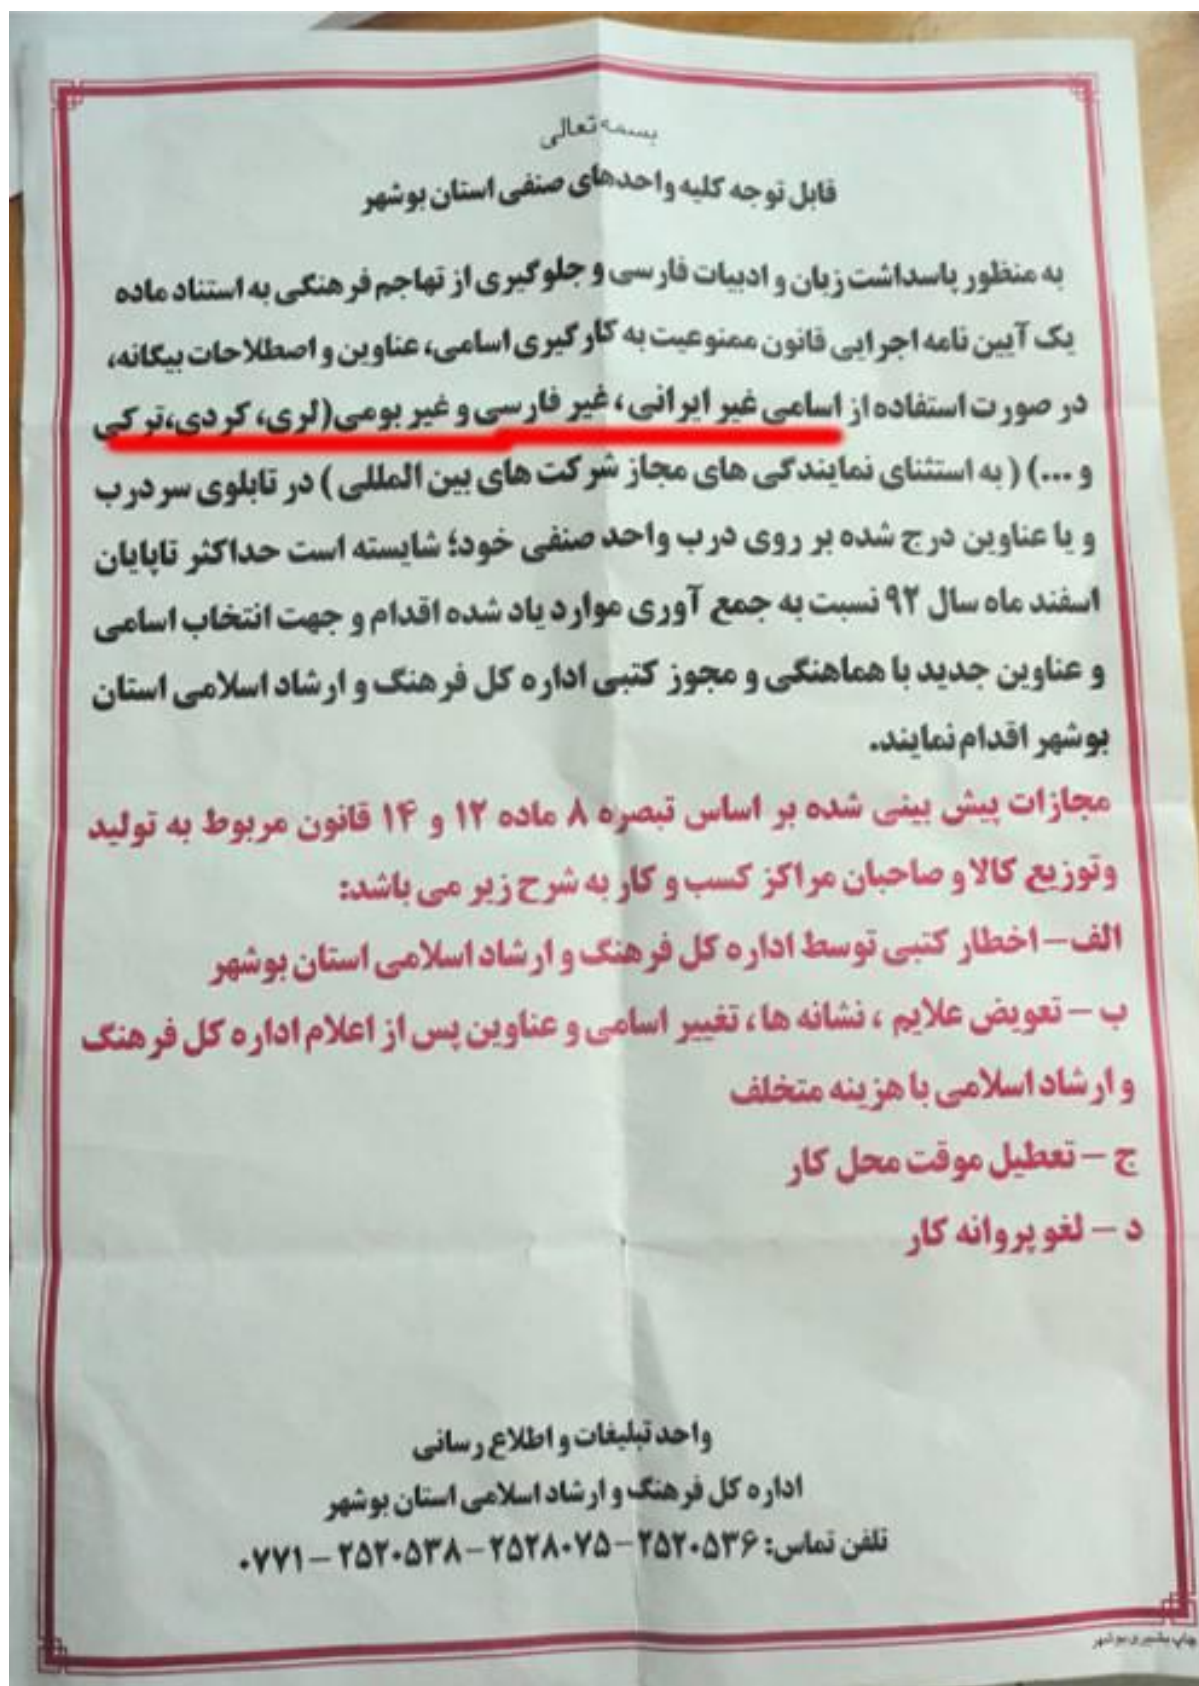 بسمه تعالی
قابل توجه کلیه واحدهای صنفی استان بوشهر
به منظور پاسداشت زبان و ادبیات فارسی و جلوگیری از تهاجم فرهنگی به استناد ماده
یک آیین نامه اجرایی قانون ممنوعیت به کارگیری اسامی، عناوین و اصطلاحات بیگانه،
در صورت استفاده از اسامی غیر ایرانی، غیر فارسی و غیر بومی(لری، کردی،ترکی
و ...) ( به استثنای نمایندگی های مجاز شرکت های بین المللی ) در تابلوی سردرب
و یا عناوین درج شده بر روی درب واحد صنفی خود؛ شایسته است حداکثر تاپایان
اسفند ماه سال ۹۲ نسبت به جمع آوری موارد یاد شده اقدام و جهت انتخاب اسامی
و عناوین جدید با هماهنگی و مجوز کتبی اداره کل فرهنگ و ارشاد اسلامی استان
بوشهر اقدام نمایند.
مجازات پیش بینی شده بر اساس تبصره ۸ ماده ۱۲ و ۱۴ قانون مربوط به تولید
وتوزیع کالا و صاحبان مراکز کسب و کار به شرح زیر می باشد:
الف– اخطار کتبی توسط اداره کل فرهنگ و ارشاد اسلامی استان بوشهر
ب – تعویض علایم ، نشانه ها ، تغییر اسامی و عناوین پس از اعلام اداره کل فرهنگ
و ارشاد اسلامی با هزینه متخلف
ج – تعطیل موقت محل کار
د – لغو پروانه کار
واحد تبلیغات و اطلاع رسانی
اداره کل فرهنگ و ارشاد اسلامی استان بوشهر
تلفن تماس: ۲۵۲۰۵۳۶–۲۵۲۸۰۷۵–۲۵۲۰۵۳۸ – ۰۷۷۱
چاپ بشیری بوشهر